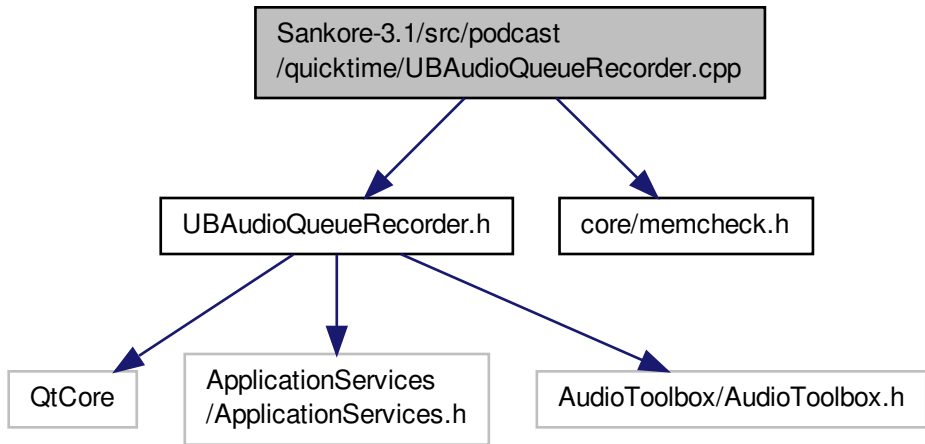 Sankore-3.1/src/podcast
/quicktime/UBAudioQueueRecorder.cpp
UBAudioQueueRecorder.h
core/memcheck.h
QtCore
ApplicationServices
/ApplicationServices.h
AudioToolbox/AudioToolbox.h